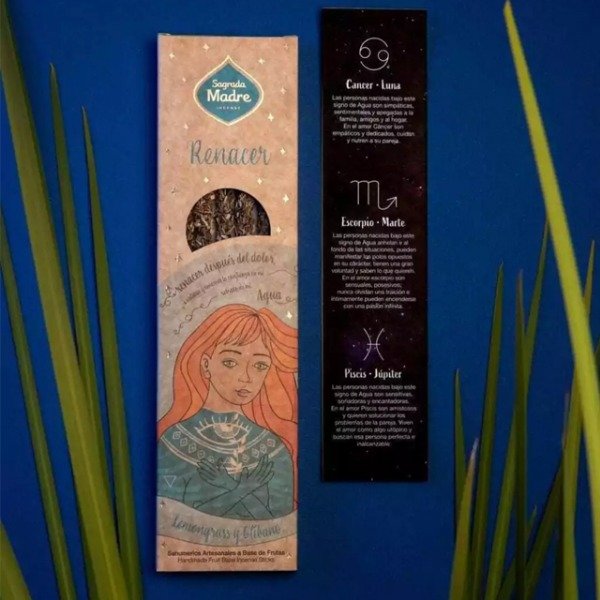 Sagrada
Madre
INCENSE
Renacer
renacer después del dolor
Agua
Lemongrass y Olíbano
Sahumerios Artesanales a Base de Frutas
Handmade Fruit Base Incense Sticks
Cancer · Luna
Las personas nacidas bajo este
signo de Agua son simpáticas,
sentimentales y apegadas a la
familia, amigos y al hogar.
En el amor Cáncer son
empáticos y dedicados, cuidan
y nutren a su pareja.
Escorpio · Marte
Las personas nacidas bajo este
signo de Agua anhelan ir al
fondo de las situaciones, pueden
manifestar los polos opuestos
en su carácter, tienen una gran
voluntad y saben lo que quieren.
En el amor escorpio son
sensuales, posesivos,
nunca olvidan una traición e
íntimamente pueden encenderse
con una pasión infinita.
Piscis · Júpiter
Las personas nacidas bajo este
signo de Agua son sensitivas,
soñadoras y encantadoras.
En el amor Piscis son amistosos
y quieren solucionar los
problemas de la pareja. Viven
el amor como algo utópico y
buscan esa persona perfecta e
inalcanzable